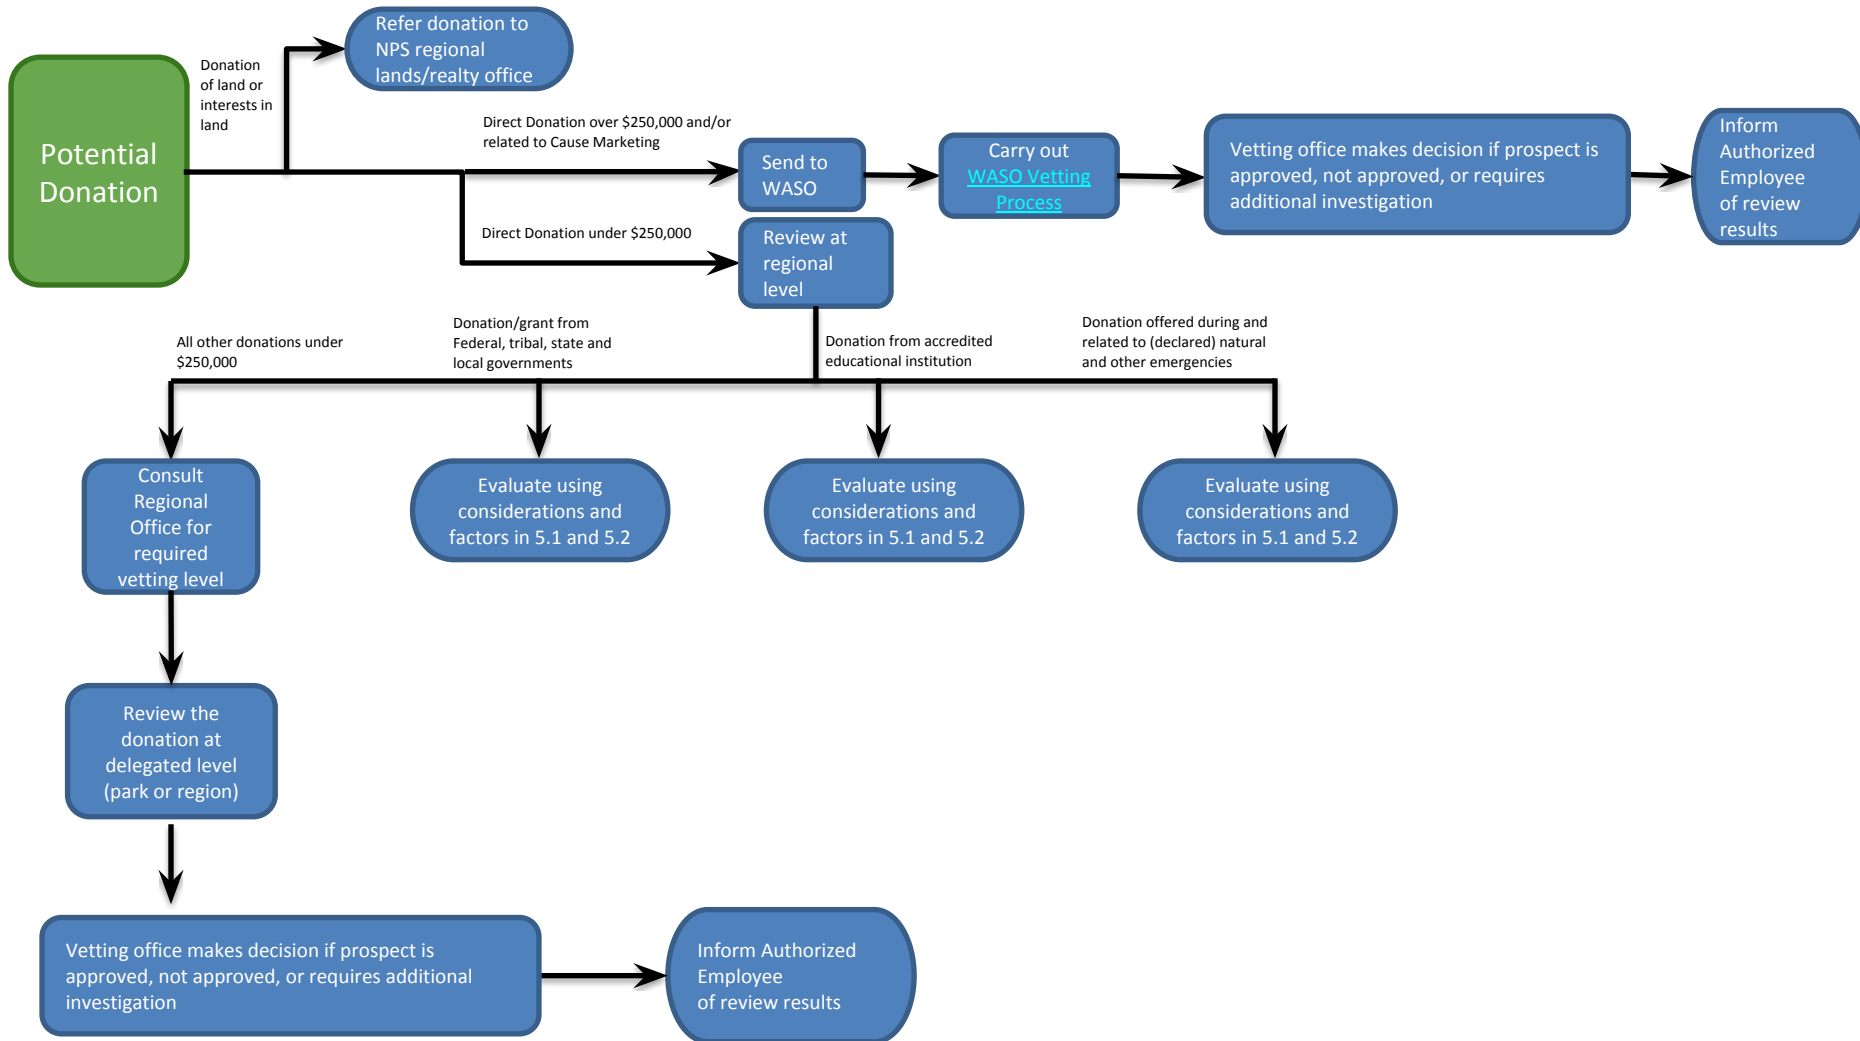 Potential
Donation
Donation
of land or
interests in
land
Refer donation to
NPS regional
lands/realty office
Direct Donation over $250,000 and/or
related to Cause Marketing
Send to
WASO
Carry out
WASO Vetting
Process
Vetting office makes decision if prospect is
approved, not approved, or requires
additional investigation
Inform
Authorized
Employee
of review
results
Direct Donation under $250,000
Review at
regional
level
All other donations under
$250,000
Donation/grant from
Federal, tribal, state and
local governments
Donation from accredited
educational institution
Donation offered during and
related to (declared) natural
and other emergencies
Consult
Regional
Office for
required
vetting level
Evaluate using
considerations and
factors in 5.1 and 5.2
Evaluate using
considerations and
factors in 5.1 and 5.2
Evaluate using
considerations and
factors in 5.1 and 5.2
Review the
donation at
delegated level
(park or region)
Vetting office makes decision if prospect is
approved, not approved, or requires additional
investigation
Inform Authorized
Employee
of review results